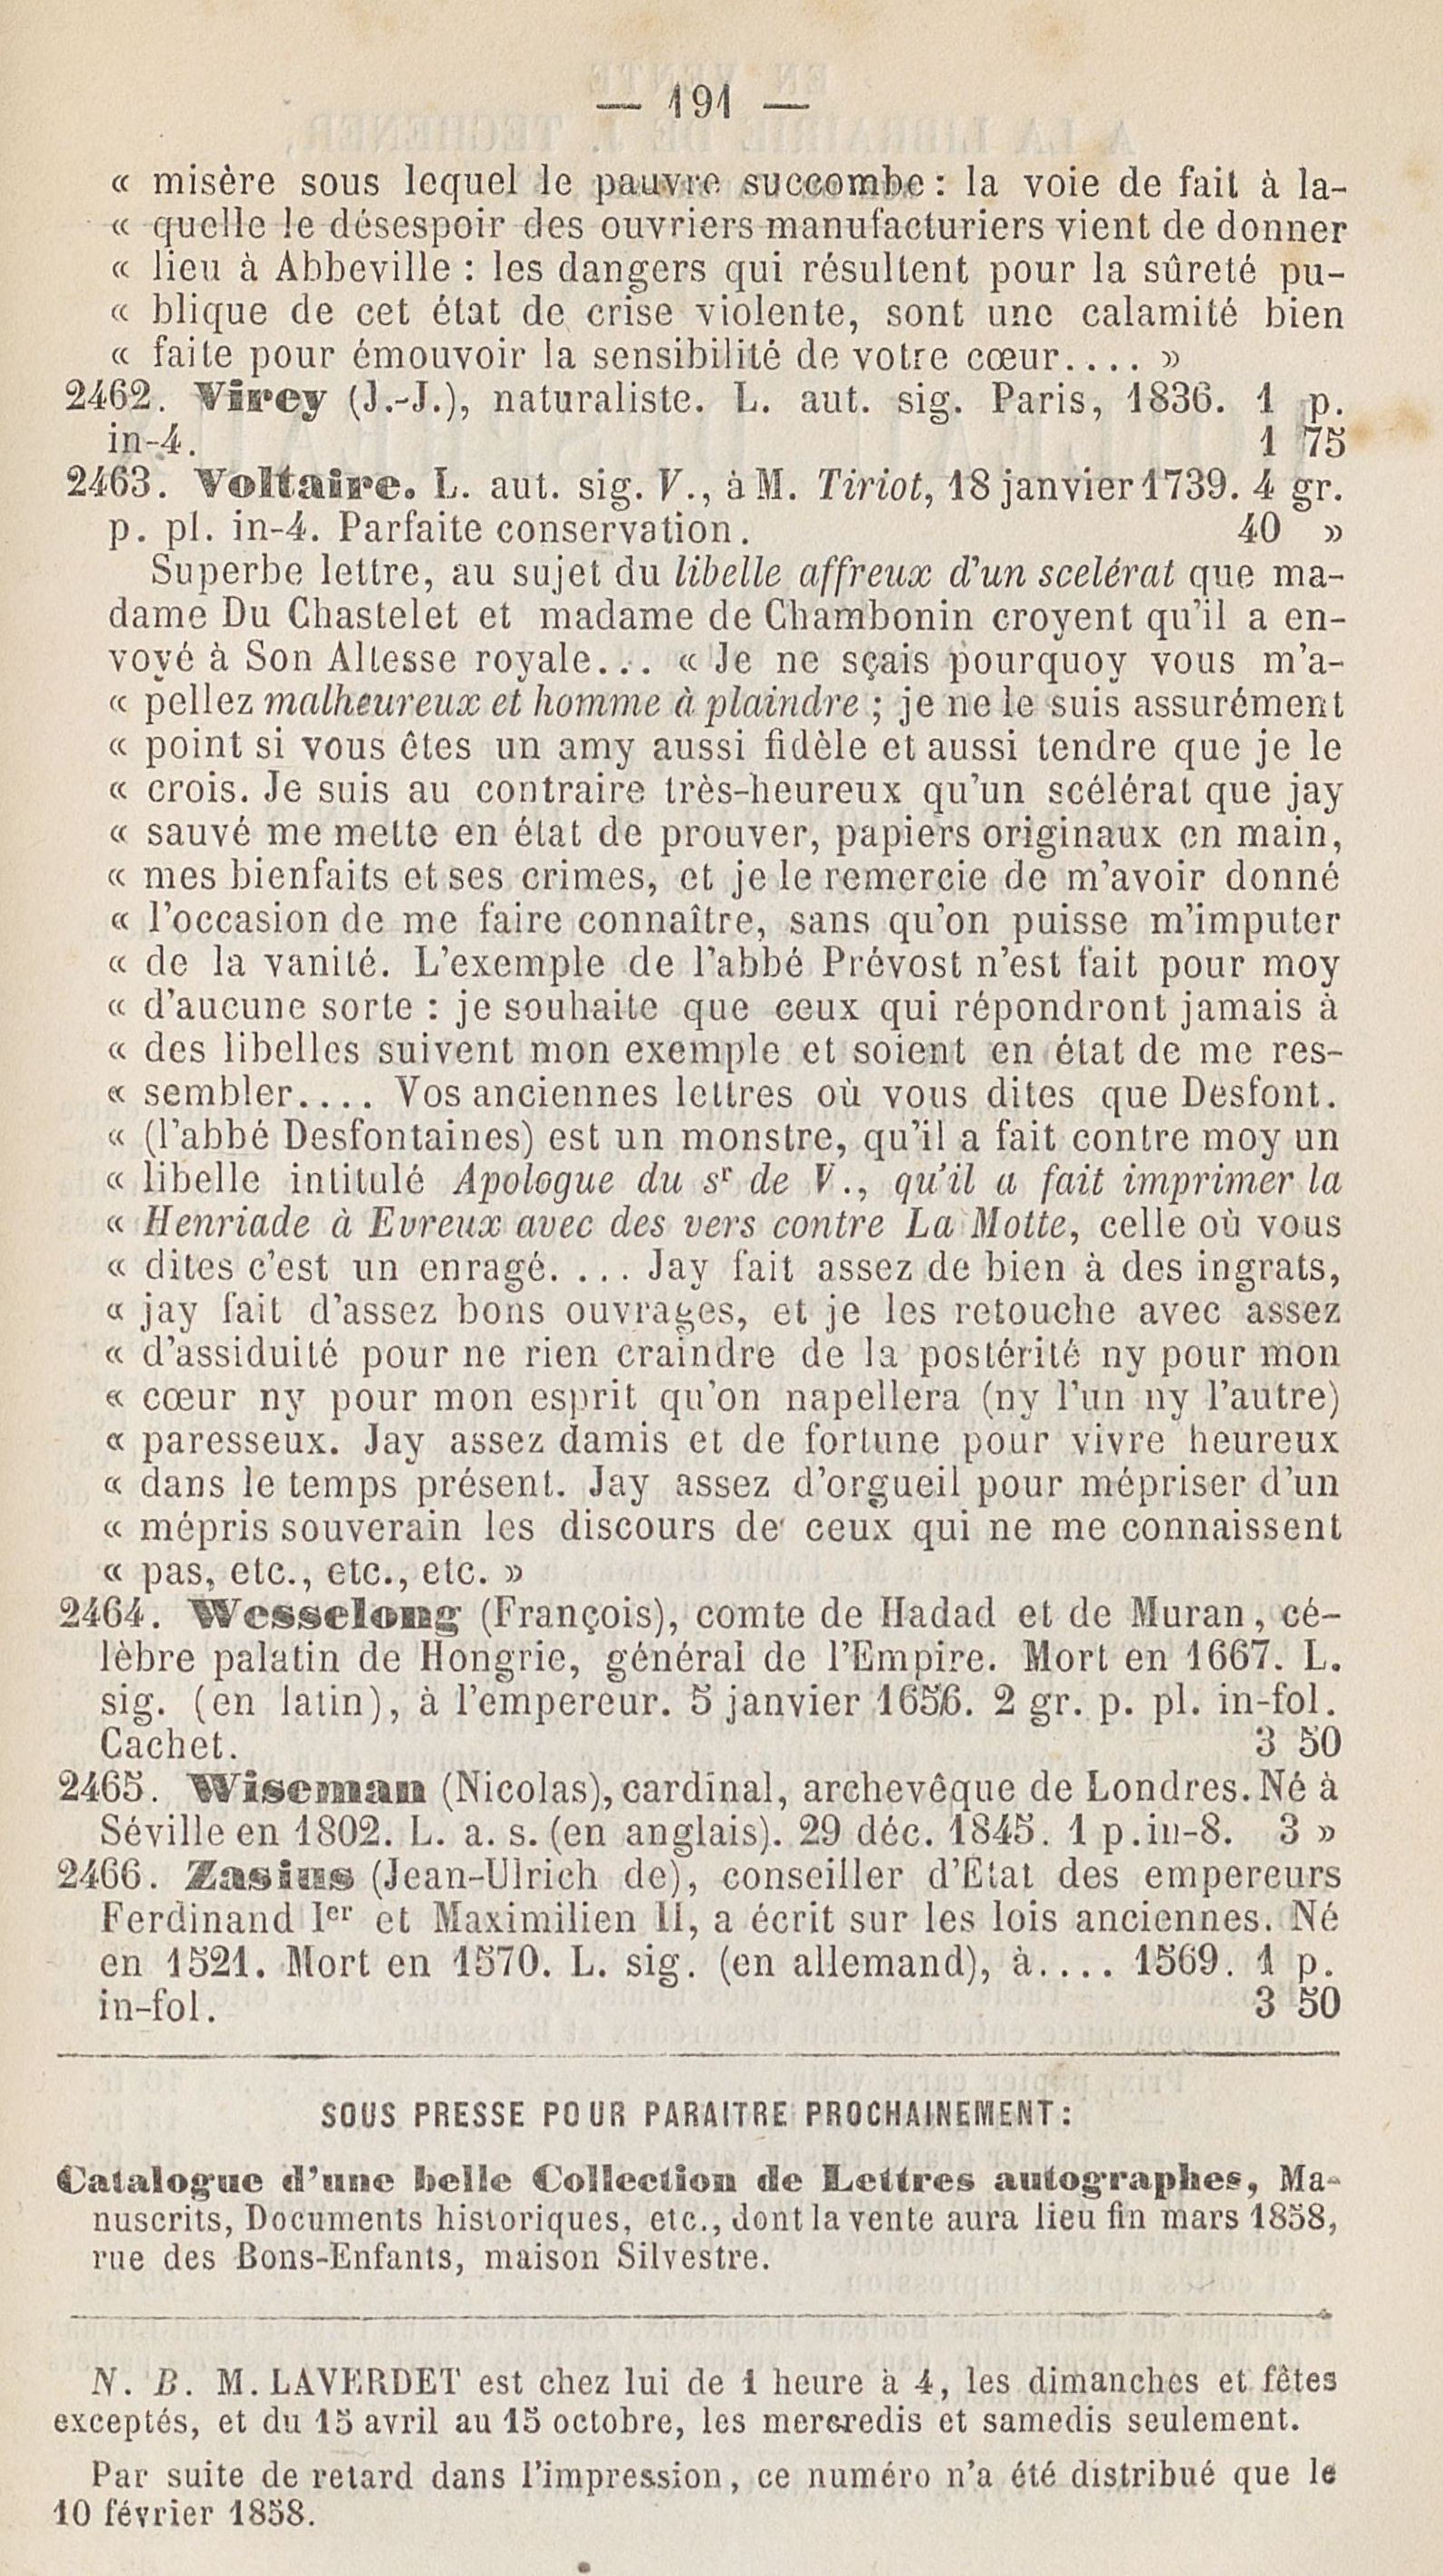 — 191 —
« misère sous lequel le pauvre succombe : la voie de fait à la-
« quelle le désespoir des ouvriers manufacturiers vient de donner
« lieu à Abbeville : les dangers qui résultent pour la sûreté pu-
« blique de cet état de crise violente, sont une calamité bien
« faite pour émouvoir la sensibilité de votre cœur.... »
2462. Virey (J.-J.), naturaliste. L. aut. sig. Paris, 1836. 1 p.
in-4. 1 75
2463. Voltaire. L. aut. sig. V., à M. Tiriot, 18 janvier 1739. 4 gr.
p. pl. in-4. Parfaite conservation. 40 »
Superbe lettre, au sujet du libelle affreux d'un scelérat que ma-
dame Du Chastelet et madame de Chambonin croyent qu'il a en-
voyé à Son Altesse royale... « Je ne sçais pourquoy vous m'a-
« pellez malheureux et homme à plaindre ; je ne le suis assurément
« point si vous êtes un amy aussi fidèle et aussi tendre que je le
« crois. Je suis au contraire très-heureux qu'un scélérat que jay
« sauvé me mette en état de prouver, papiers originaux en main,
« mes bienfaits et ses crimes, et je le remercie de m'avoir donné
« l'occasion de me faire connaître, sans qu'on puisse m'imputer
« de la vanité. L'exemple de l'abbé Prévost n'est fait pour moy
« d'aucune sorte : je souhaite que ceux qui répondront jamais à
« des libelles suivent mon exemple et soient en état de me res-
« sembler.... Vos anciennes lettres où vous dites que Desfont.
« (l'abbé Desfontaines) est un monstre, qu'il a fait contre moy un
« libelle intitulé Apologue du sr de V., qu'il a fait imprimer la
« Henriade à Evreux avec des vers contre La Motte, celle où vous
« dites c'est un enragé. ... Jay fait assez de bien à des ingrats,
« jay fait d'assez bons ouvrages, et je les retouche avec assez
« d'assiduité pour ne rien craindre de la postérité ny pour mon
« cœur ny pour mon esprit qu'on napellera (ny l'un ny l'autre)
« paresseux. Jay assez damis et de fortune pour vivre heureux
« dans le temps présent. Jay assez d'orgueil pour mépriser d'un
« mépris souverain les discours de ceux qui ne me connaissent
« pas, etc., etc., etc. »
2464. Wesselong (François), comte de Hadad et de Muran, cé-
lèbre palatin de Hongrie, général de l'Empire. Mort en 1667. L.
sig. (en latin), à l'empereur. 5 janvier 1656. 2 gr. p. pl. in-fol.
Cachet. 3 50
2465. Wiseman (Nicolas), cardinal, archevêque de Londres. Né à
Séville en 1802. L. a. s. (en anglais). 29 déc. 1845. 1 p. in-8. 3 »
2466. Zasius (Jean-Ulrich de), conseiller d'Etat des empereurs
Ferdinand Ier et Maximilien II, a écrit sur les lois anciennes. Né
en 1521. Mort en 1570. L. sig. (en allemand), à.... 1569. 1 p.
in-fol. 3 50
SOUS PRESSE POUR PARAITRE PROCHAINEMENT :
Catalogue d'une belle Collection de Lettres autographes, Ma-
nuscrits, Documents historiques, etc., dont la vente aura lieu fin mars 1858,
rue des Bons-Enfants, maison Silvestre.
N. B. M. LAVERDET est chez lui de 1 heure à 4, les dimanches et fêtes
exceptés, et du 15 avril au 15 octobre, les mercredis et samedis seulement.
Par suite de retard dans l'impression, ce numéro n'a été distribué que le
10 février 1858.